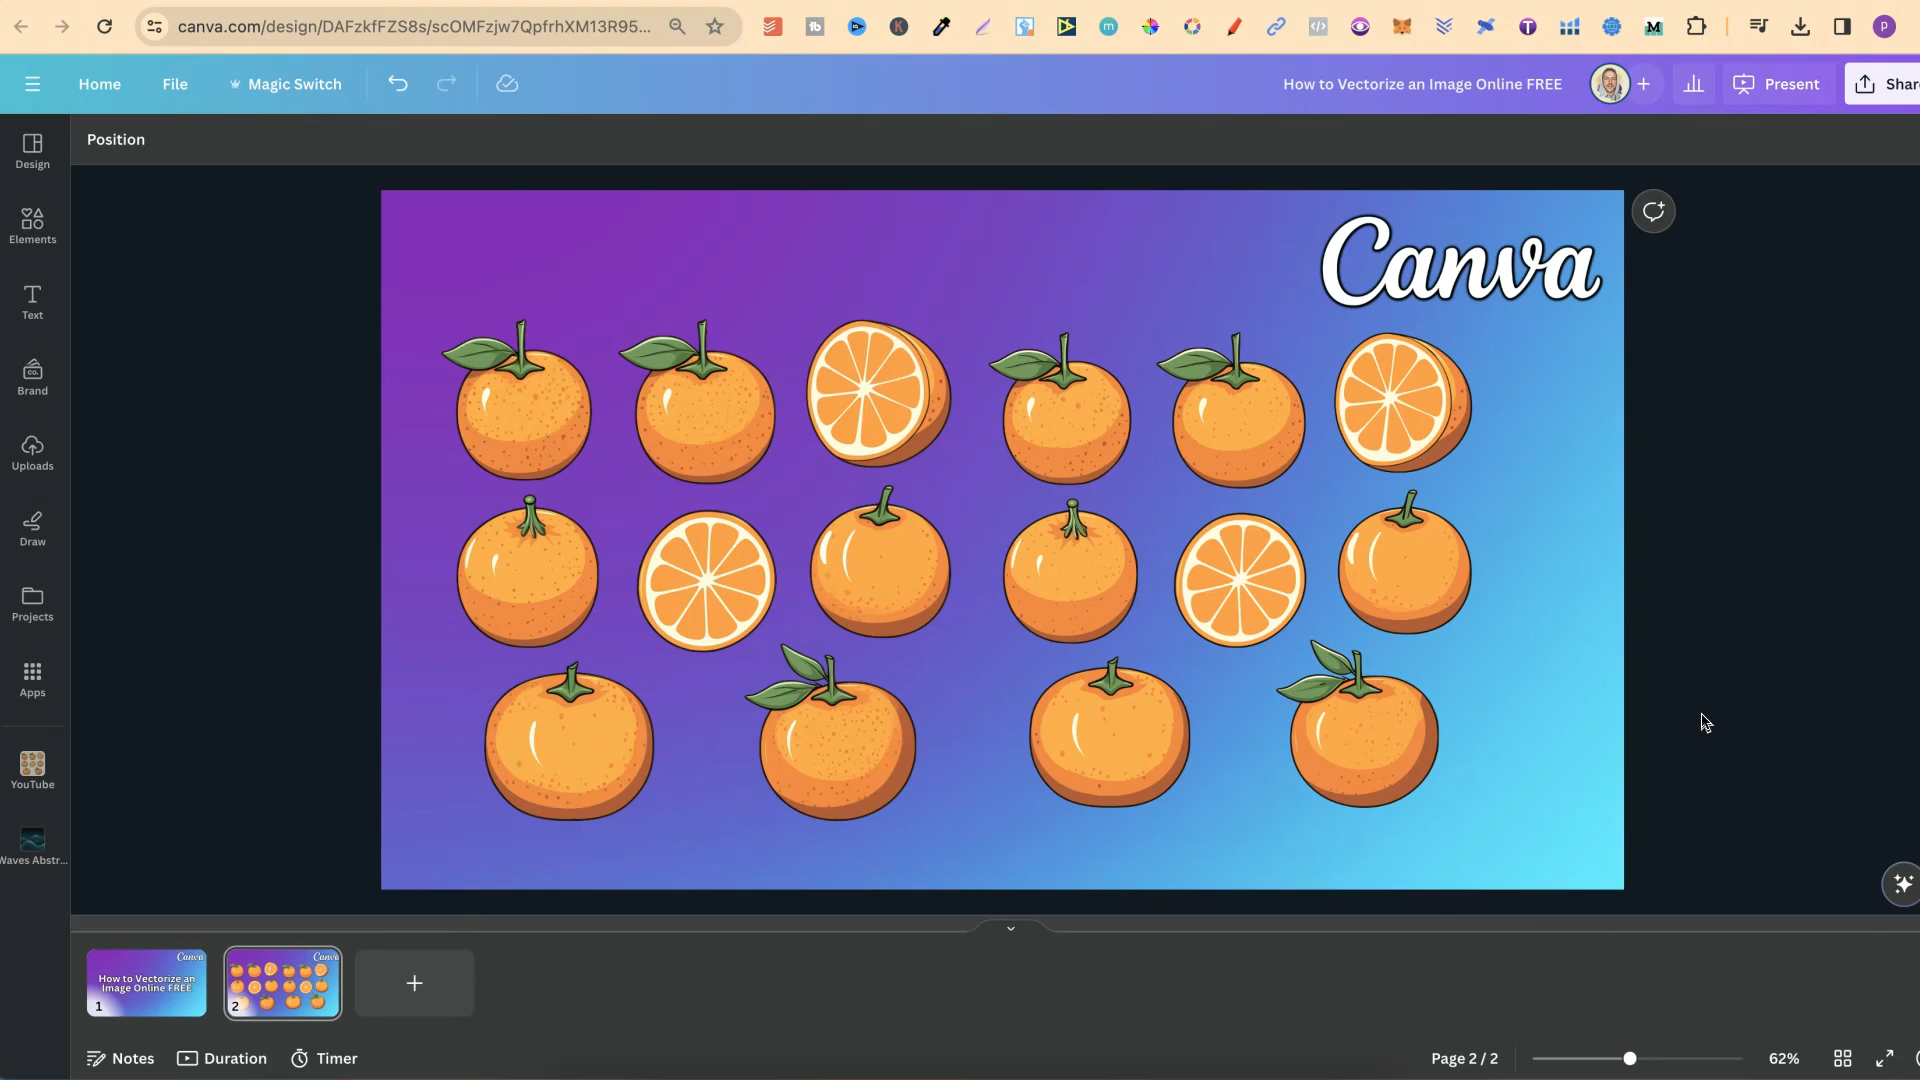 canva.com/design/DAFzkfFZS8s/scOMFzjw7QpfrhXM13R95...
Home
File
Magic Switch
How to Vectorize an Image Online FREE
Present
Share
Position
Design
Elements
Text
Brand
Uploads
Draw
Projects
Apps
YouTube
Waves Abstr...
Canva
Canva
How to Vectorize an
Image Online FREE
1
Canva
2
Notes
Duration
Timer
Page 2 / 2
62%